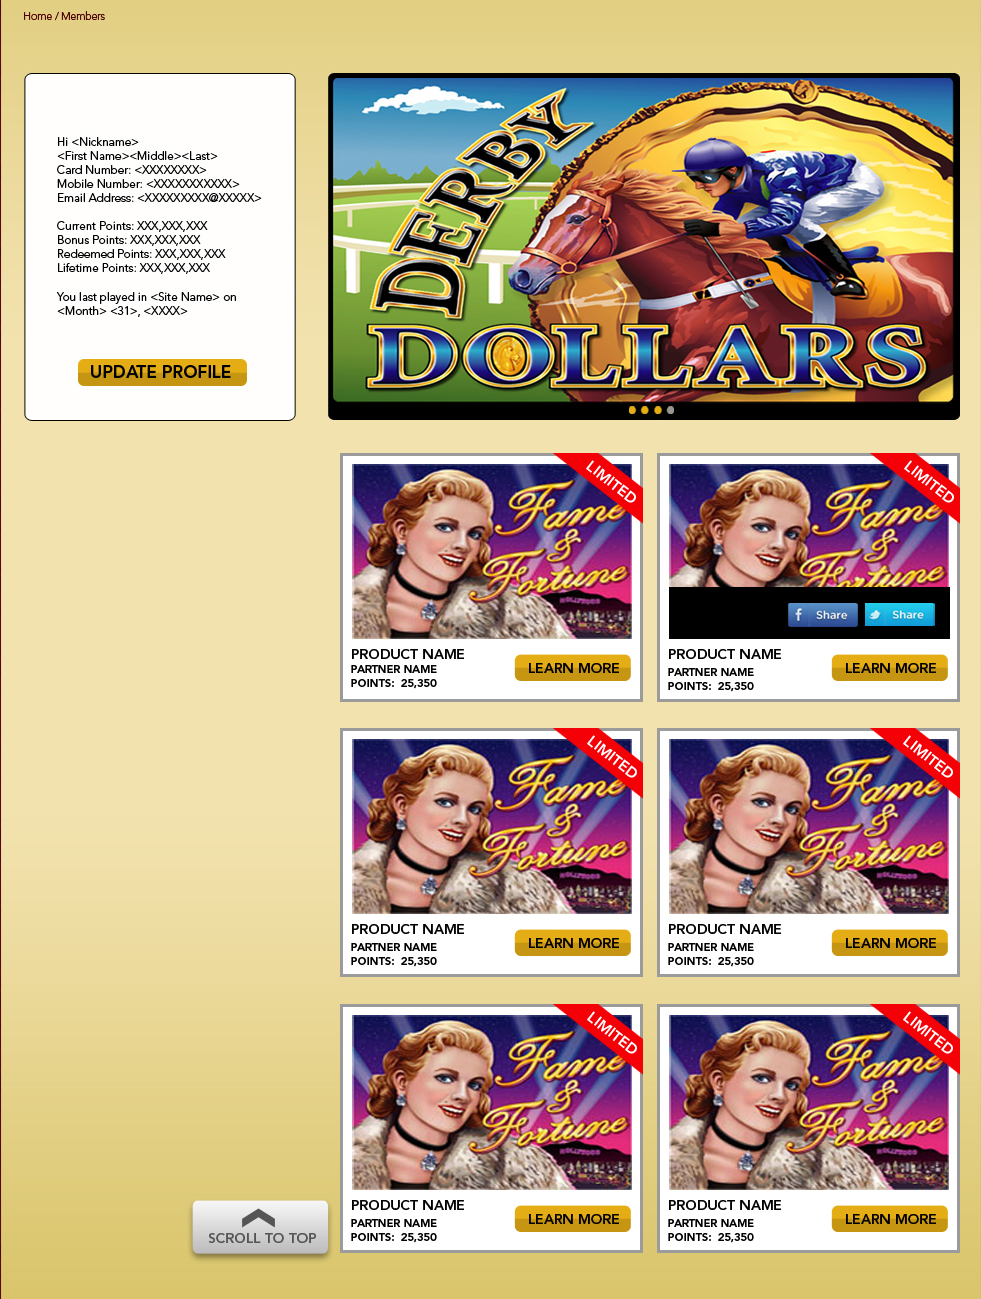 Home / Members
Hi <Nickname>
<First Name><Middle><Last>
Card Number: <XXXXXXXXX>
Mobile Number: <XXXXXXXXXXX>
Email Address: <XXXXXXXXX@XXXXX>
Current Points: XXX,XXX,XXX
Bonus Points: XXX,XXX,XXX
Redeemed Points: XXX,XXX,XXX
Lifetime Points: XXX,XXX,XXX
You last played in <Site Name> on
<Month> <31>, <XXXX>
UPDATE PROFILE
DERBY
DOLLARS
LIMITED
Fame
&
Fortune
HOLLYWOOD
PRODUCT NAME
PARTNER NAME
POINTS: 25,350
LEARN MORE
LIMITED
Fame
&
Fortune
Share
Share
PRODUCT NAME
PARTNER NAME
POINTS: 25,350
LEARN MORE
LIMITED
Fame
&
Fortune
HOLLYWOOD
PRODUCT NAME
PARTNER NAME
POINTS: 25,350
LEARN MORE
LIMITED
Fame
&
Fortune
HOLLYWOOD
PRODUCT NAME
PARTNER NAME
POINTS: 25,350
LEARN MORE
LIMITED
Fame
&
Fortune
HOLLYWOOD
PRODUCT NAME
PARTNER NAME
POINTS: 25,350
LEARN MORE
LIMITED
Fame
&
Fortune
HOLLYWOOD
PRODUCT NAME
PARTNER NAME
POINTS: 25,350
LEARN MORE
SCROLL TO TOP